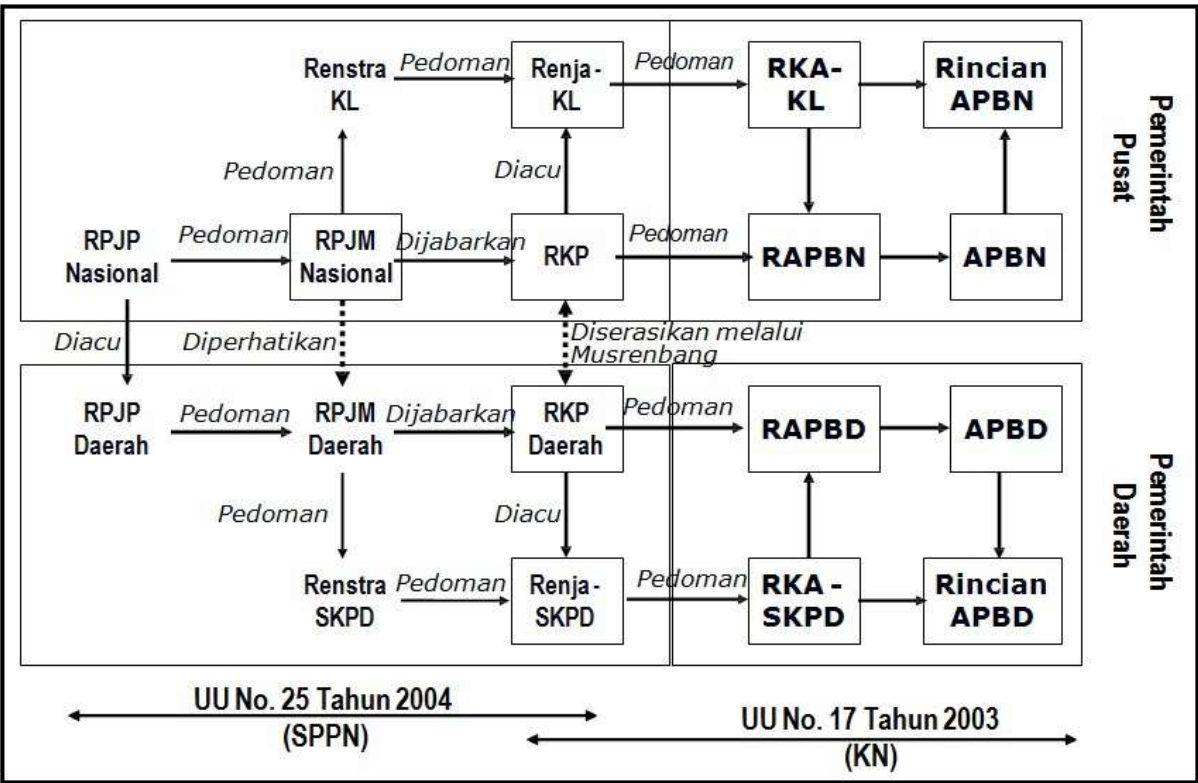 Renstra
KL
Pedoman
Renja-
KL
Pedoman
RKA-
KL
Rincian
APBN
Pedoman
Diacu
RPJP
Nasional
Pedoman
RPJM
Nasional
Dijabarkan
RKP
Pedoman
RAPBN
APBN
Pemerintah
Pusat
Diacu
Diperhatikan
Diserasikan melalui
Musrenbang
RPJP
Daerah
Pedoman
RPJM
Daerah
Dijabarkan
RKP
Daerah
Pedoman
RAPBD
APBD
Pedoman
Diacu
Renstra
SKPD
Pedoman
Renja-
SKPD
Pedoman
RKA -
SKPD
Rincian
APBD
Pemerintah
Daerah
UU No. 25 Tahun 2004
(SPPN)
UU No. 17 Tahun 2003
(KN)